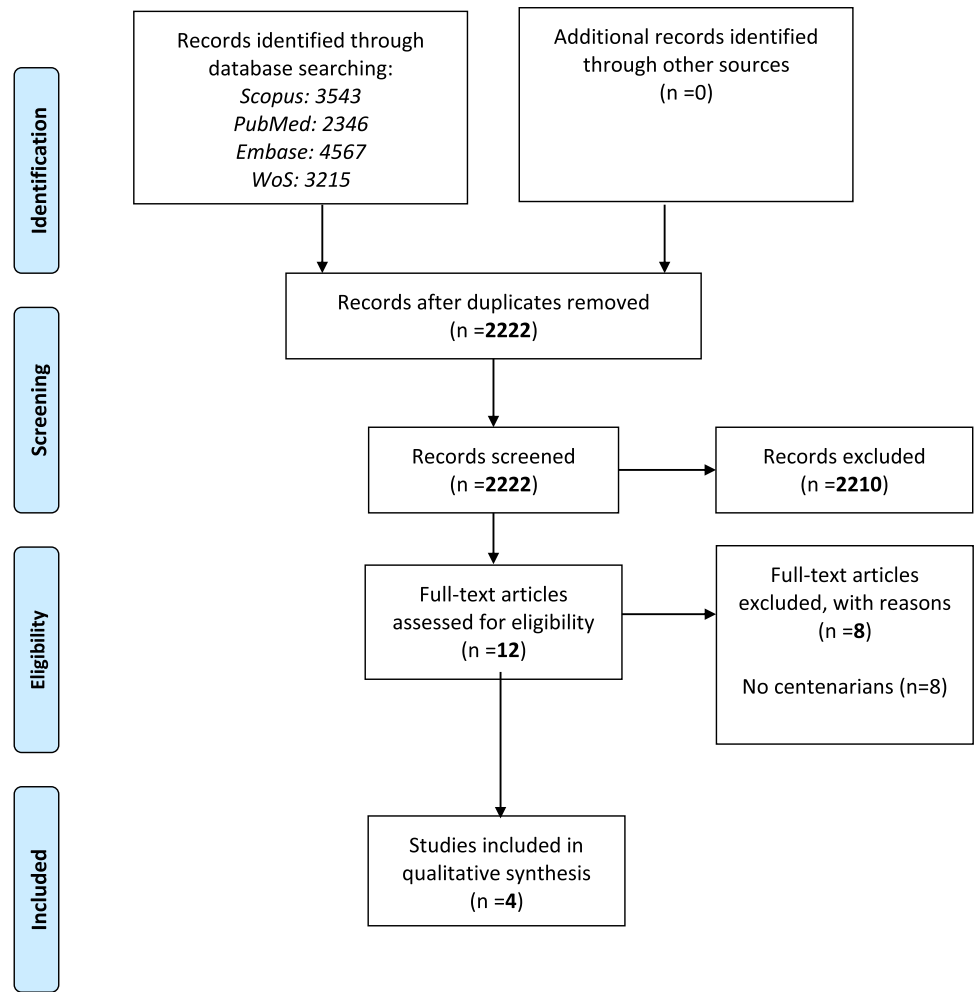 Identification
Records identified through
database searching:
Scopus: 3543
PubMed: 2346
Embase: 4567
WoS: 3215
Additional records identified
through other sources
(n =0)
Records after duplicates removed
(n =2222)
Screening
Records screened
(n =2222)
Records excluded
(n =2210)
Eligibility
Full-text articles
assessed for eligibility
(n =12)
Full-text articles
excluded, with reasons
(n =8)
No centenarians (n=8)
Included
Studies included in
qualitative synthesis
(n =4)